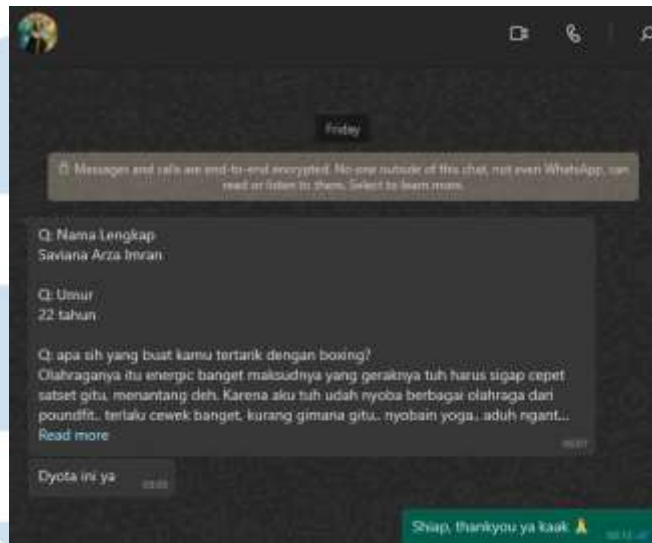 Friday
Messages and calls are end-to-end encrypted. No one outside of this chat, not even WhatsApp, can
read or listen to them. Select to learn more.
Q: Nama Lengkap
Saviana Arza Imran
Q: Umur
22 tahun
Q: apa sih yang buat kamu tertarik dengan boxing?
Olahraganya itu energic banget maksudnya yang geraknya tuh harus sigap cepet
satset gitu, menantang deh. Karena aku tuh udah nyoba berbagai olahraga dari
poundfit.. terlalu cewek banget, kurang gimana gitu.. nyobain yoga.. aduh ngant...
Read more
Dyota ini ya
Shiap, thankyou ya kaak 🙏